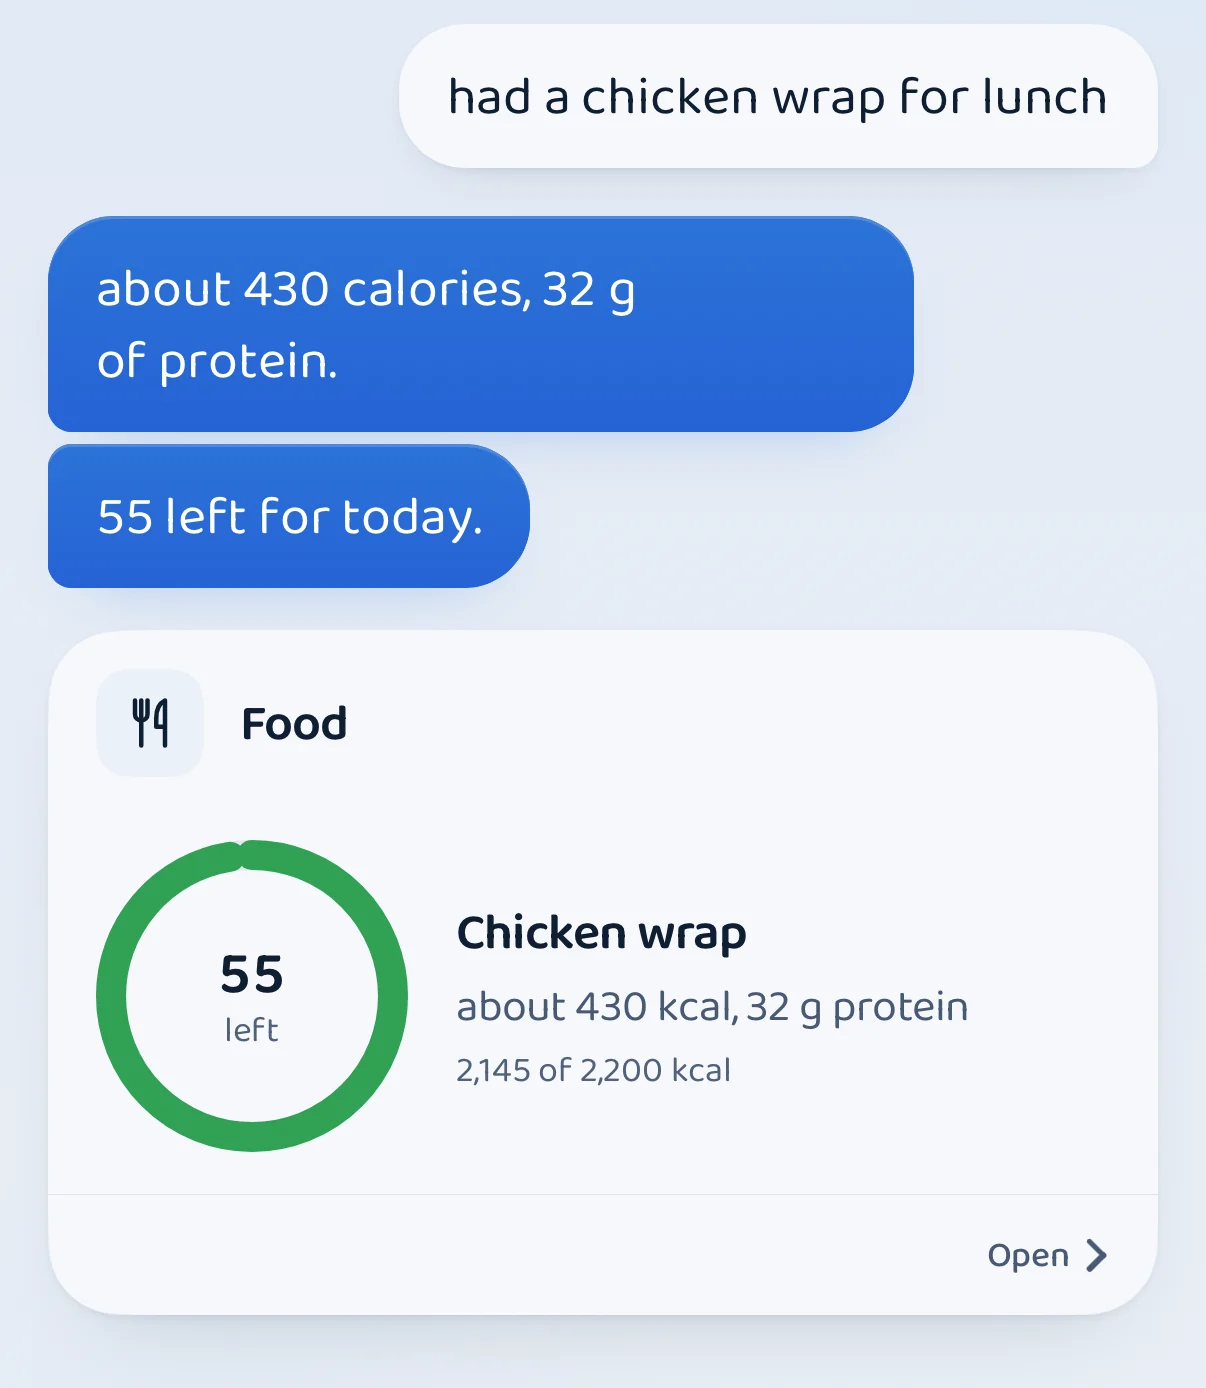 had a chicken wrap for lunch
about 430 calories, 32 g
of protein.
55 left for today.
Food
55
left
Chicken wrap
about 430 kcal, 32 g protein
2,145 of 2,200 kcal
Open